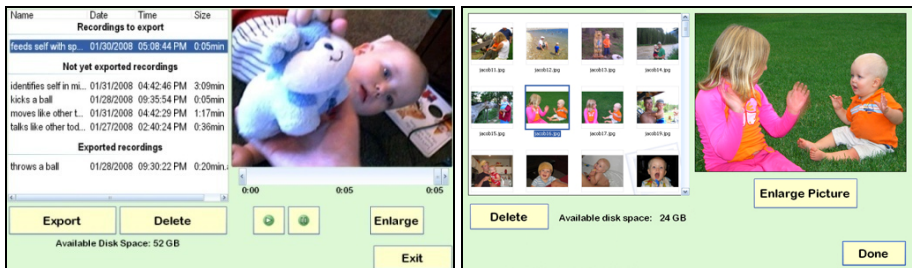 Name Date Time Size
Recordings to export
feeds self with sp... 01/30/2008 05:08:44 PM 0:05min
Not yet exported recordings
identifies self in mi... 01/31/2008 04:42:46 PM 3:09min
kicks a ball 01/28/2008 09:35:54 PM 0:05min
moves like other t... 01/31/2008 04:42:29 PM 1:17min
talks like other tod... 01/27/2008 02:40:24 PM 0:36min
Exported recordings
throws a ball 01/28/2008 09:30:22 PM 0:20min
0:00 0:05 0:05
Export Delete Enlarge
Available Disk Space: 52 GB
Exit
jacob11.jpg jacob12.jpg jacob13.jpg jacob14.jpg
jacob15.jpg jacob16.jpg jacob17.jpg jacob19.jpg
Enlarge Picture
Delete Available disk space: 24 GB
Done